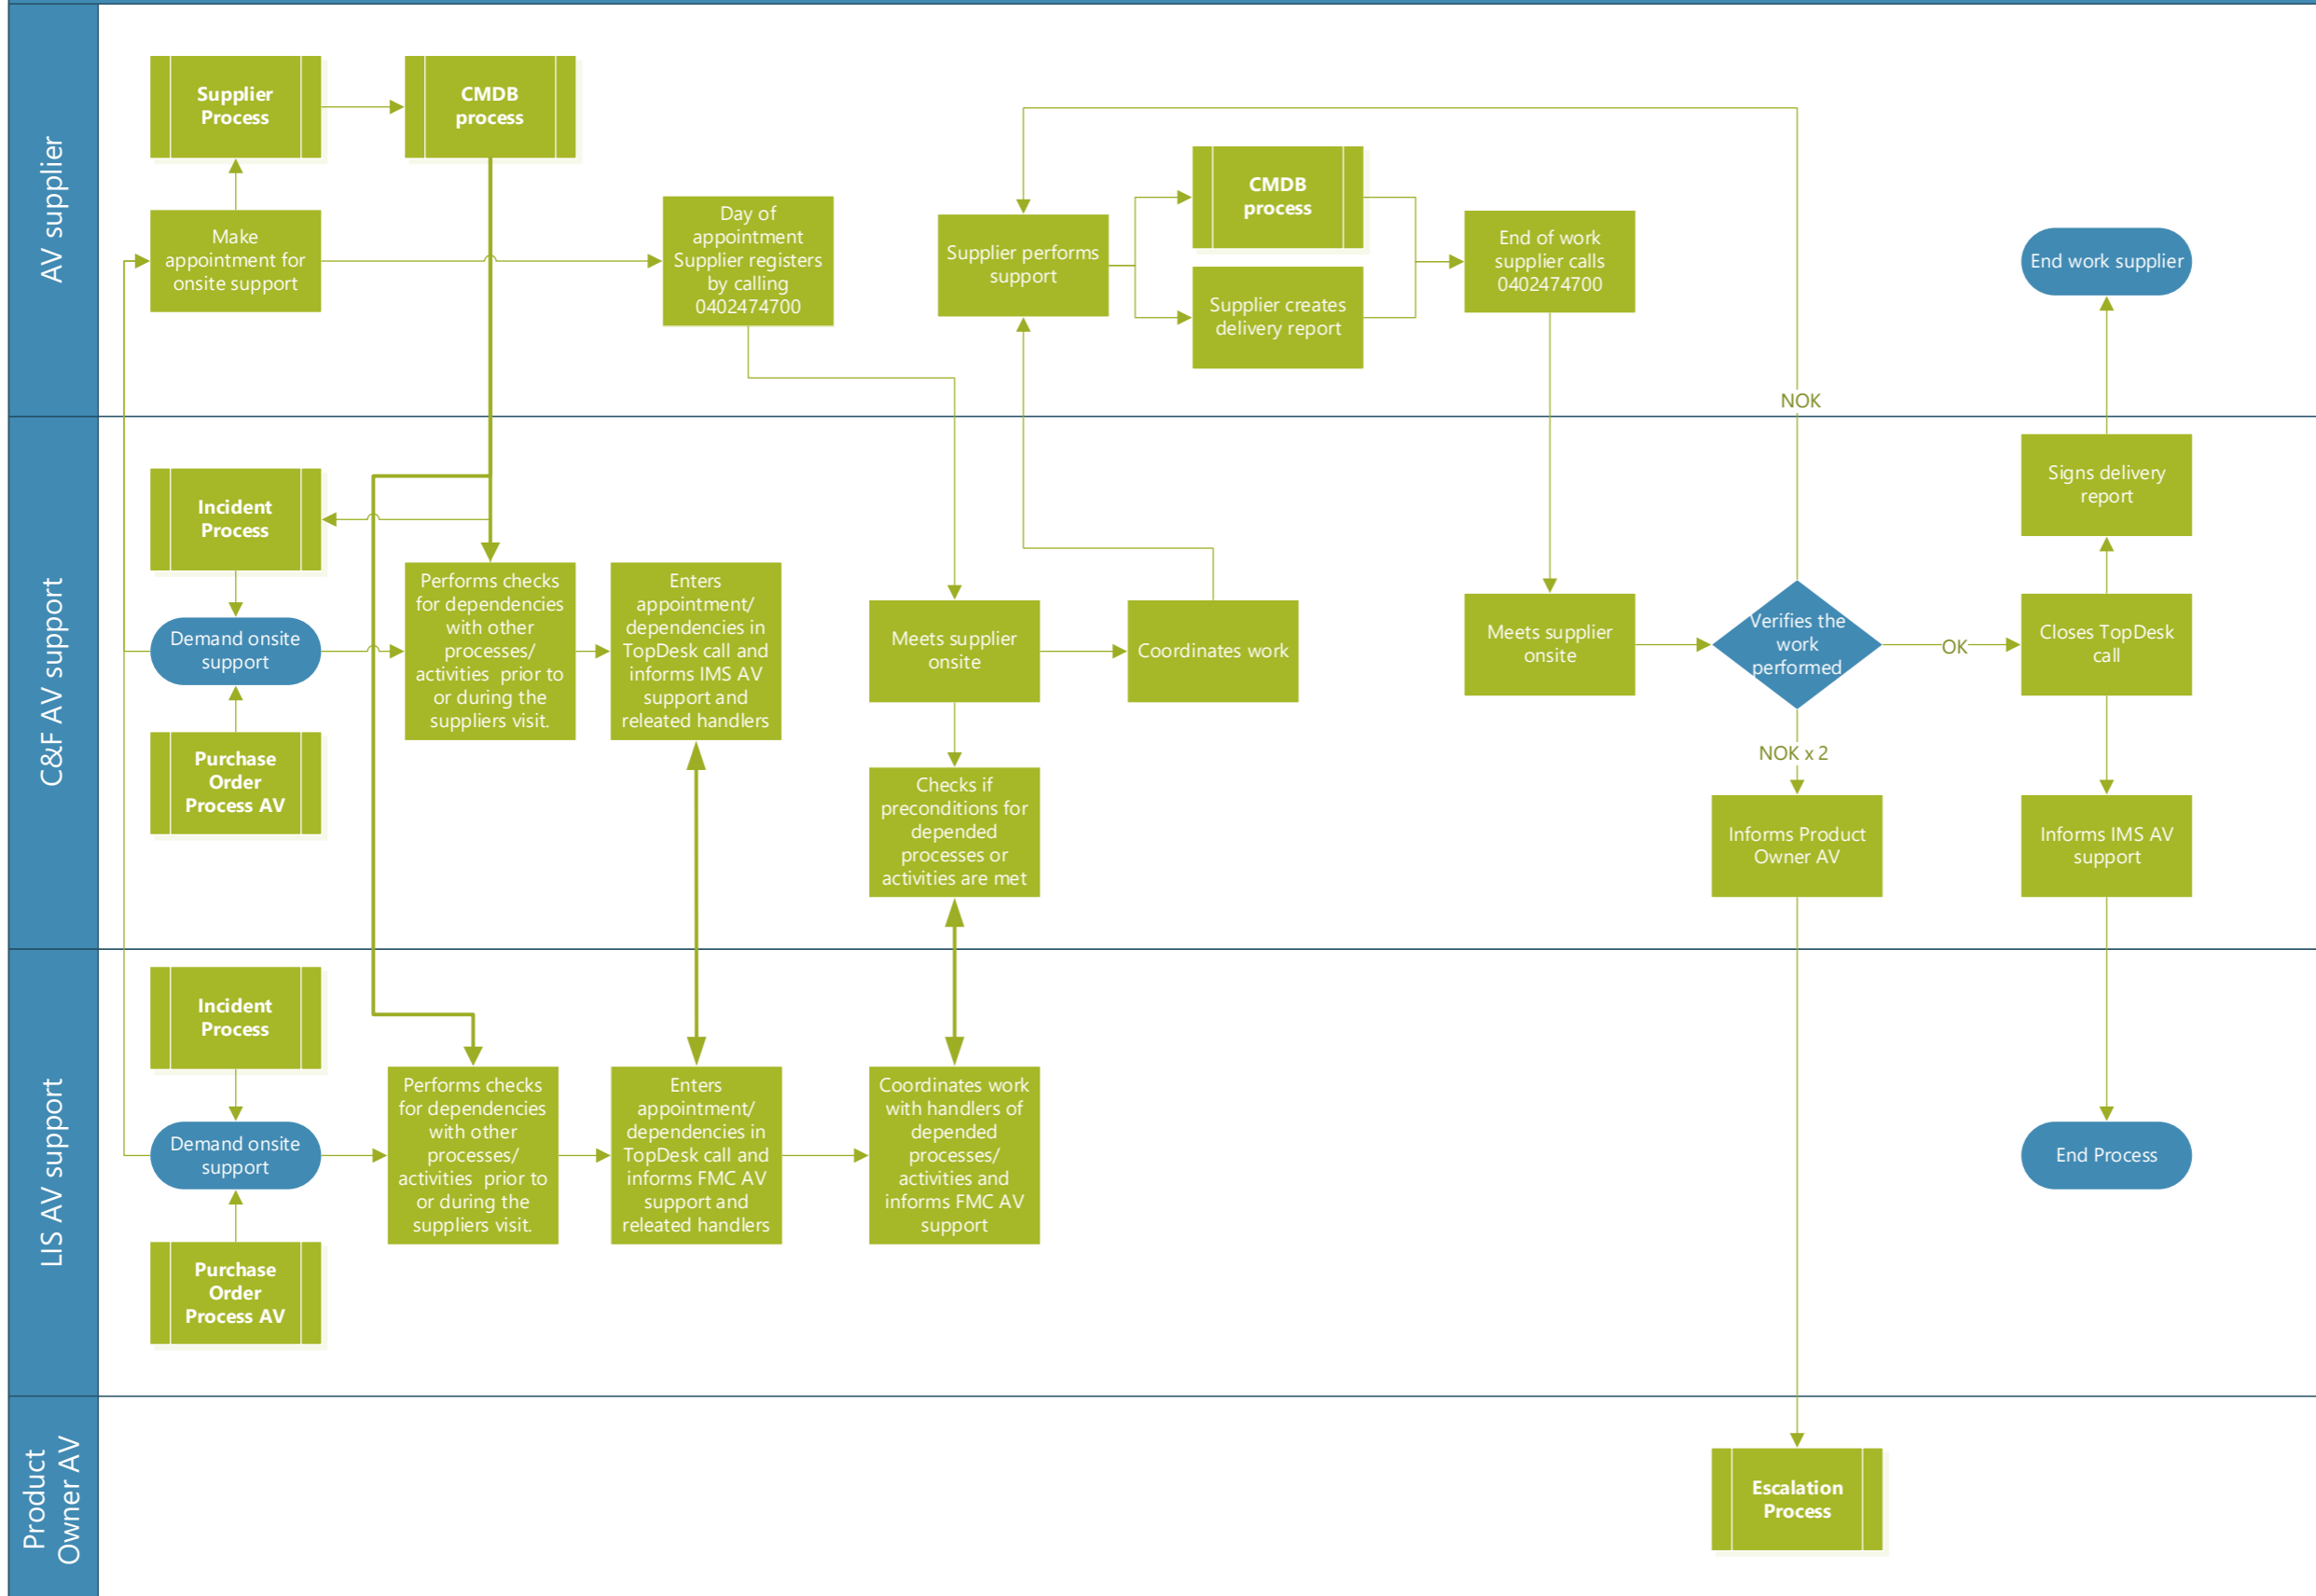 AV supplier
Supplier
Process
CMDB
process
Make
appointment for
onsite support
Day of
appointment
Supplier registers
by calling
0402474700
Supplier performs
support
CMDB
process
Supplier creates
delivery report
End of work
supplier calls
0402474700
End work supplier
NOK
C&F AV support
Incident
Process
Demand onsite
support
Purchase
Order
Process AV
Performs checks
for dependencies
with other
processes/
activities  prior to
or during the
suppliers visit.
Enters
appointment/
dependencies in
TopDesk call and
informs IMS AV
support and
releated handlers
Meets supplier
onsite
Coordinates work
Checks if
preconditions for
depended
processes or
activities are met
Meets supplier
onsite
Verifies the
work
performed
OK
NOK x 2
Informs Product
Owner AV
Signs delivery
report
Closes TopDesk
call
Informs IMS AV
support
LIS AV support
Incident
Process
Demand onsite
support
Purchase
Order
Process AV
Performs checks
for dependencies
with other
processes/
activities  prior to
or during the
suppliers visit.
Enters
appointment/
dependencies in
TopDesk call and
informs FMC AV
support and
releated handlers
Coordinates work
with handlers of
depended
processes/
activities and
informs FMC AV
support
End Process
Product
Owner AV
Escalation
Process